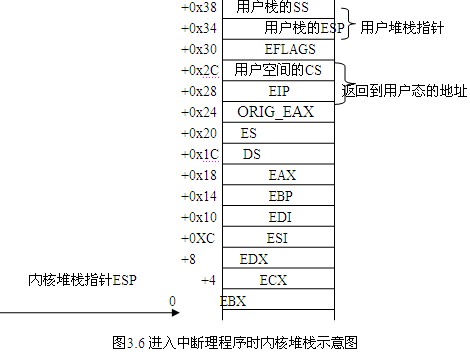 +0x38 用户栈的SS
+0x34 用户栈的ESP 用户堆栈指针
+0x30 EFLAGS
+0x2C 用户空间的CS
+0x28 EIP 返回到用户态的地址
+0x24 ORIG_EAX
+0x20 ES
+0x1C DS
+0x18 EAX
+0x14 EBP
+0x10 EDI
+0XC ESI
+8 EDX
内核堆栈指针ESP +4 ECX
0 EBX
图3.6 进入中断理程序时内核堆栈示意图